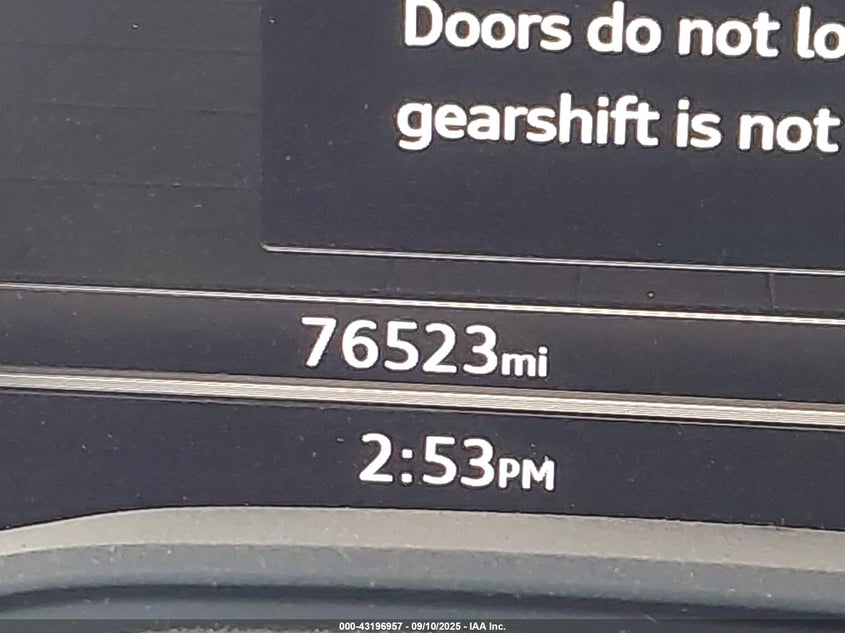 Doors do not lo
gearshift is not
76523mi
2:53PM
000-43196957 - 09/10/2025 - IAA Inc.